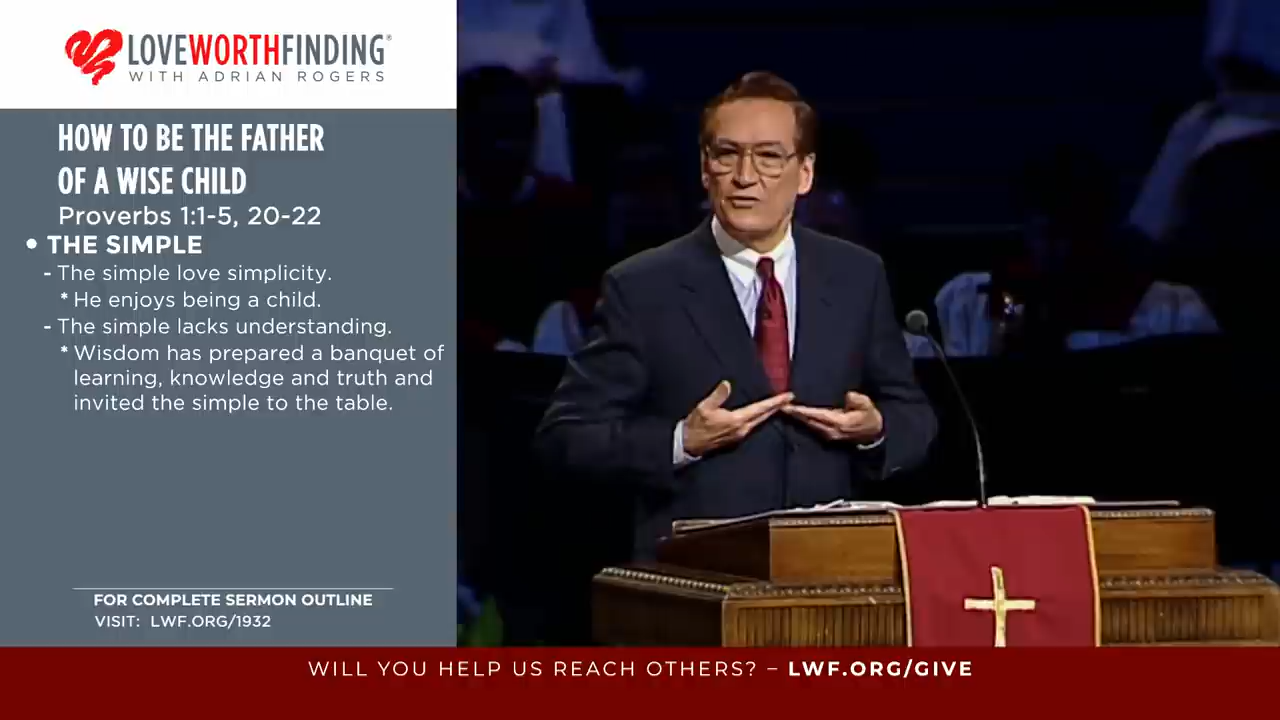 LOVEWORTHFINDING®
WITH ADRIAN ROGERS
HOW TO BE THE FATHER
OF A WISE CHILD
Proverbs 1:1-5, 20-22
• THE SIMPLE
- The simple love simplicity.
* He enjoys being a child.
- The simple lacks understanding.
* Wisdom has prepared a banquet of
learning, knowledge and truth and
invited the simple to the table.
FOR COMPLETE SERMON OUTLINE
VISIT: LWF.ORG/1932
WILL YOU HELP US REACH OTHERS? – LWF.ORG/GIVE